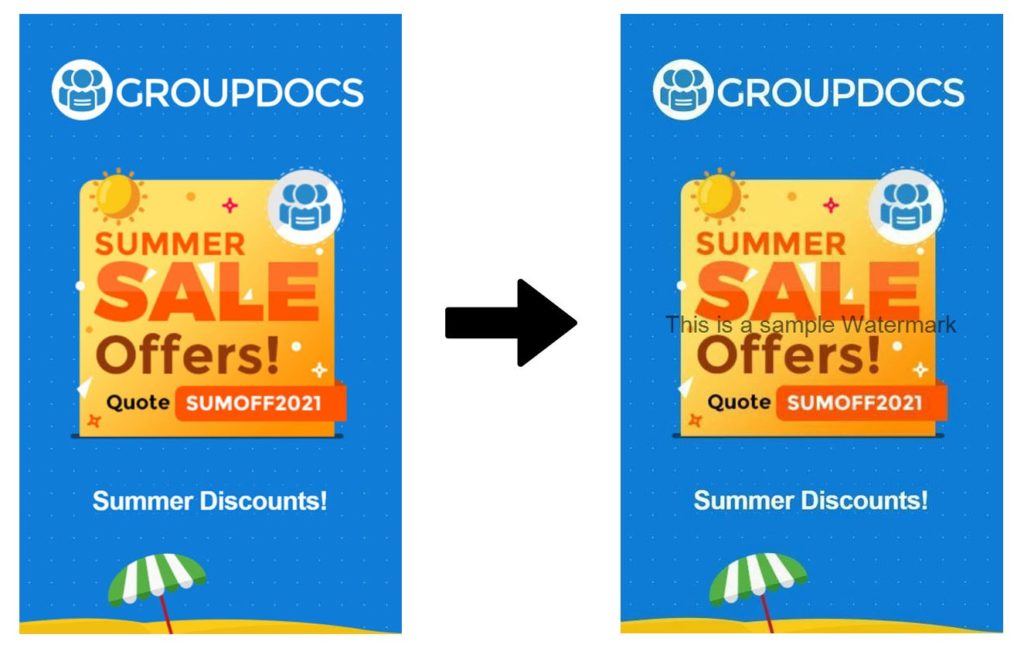 GROUPDOCS
SUMMER
SALE
Offers!
Quote SUMOFF2021
Summer Discounts!
GROUPDOCS
SUMMER
SALE
This is a sample Watermark
Offers!
Quote SUMOFF2021
Summer Discounts!